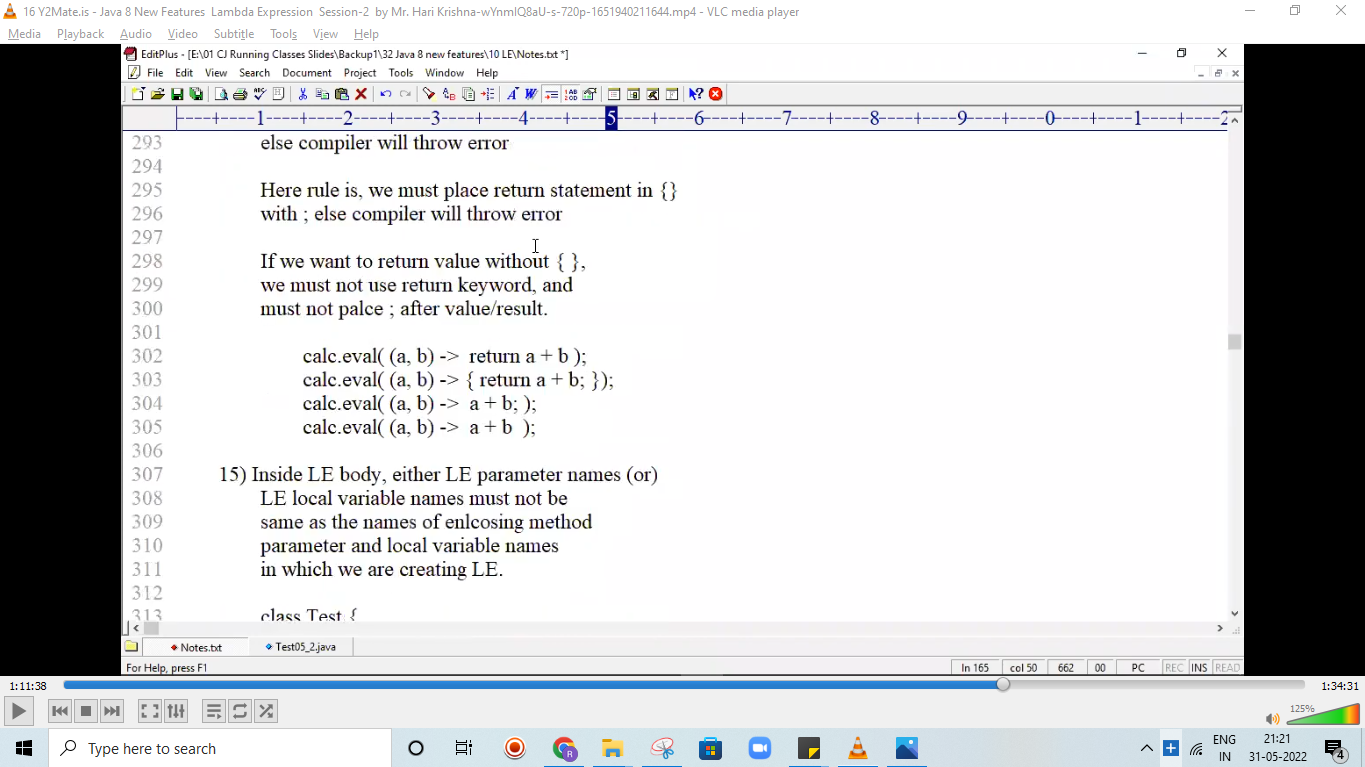 16 Y2Mate.is - Java 8 New Features Lambda Expression Session-2 by Mr. Hari Krishna-wYnmIQ8aU-s-720p-1651940211644.mp4 - VLC media player
Media Playback Audio Video Subtitle Tools View Help
EditPlus - [E:\01 CJ Running Classes Slides\Backup1\32 Java 8 new features\10 LE\Notes.txt *]
File Edit View Search Document Project Tools Window Help
----+----1----+----2----+----3----+----4----+----5----+----6----+----7----+----8----+----9----+----0----+----1----+----2
293 else compiler will throw error
294
295 Here rule is, we must place return statement in {}
296 with ; else compiler will throw error
297
298 If we want to return value without { },
299 we must not use return keyword, and
300 must not palce ; after value/result.
301
302 calc.eval( (a, b) -> return a + b );
303 calc.eval( (a, b) -> { return a + b; });
304 calc.eval( (a, b) -> a + b; );
305 calc.eval( (a, b) -> a + b );
306
307 15) Inside LE body, either LE parameter names (or)
308 LE local variable names must not be
309 same as the names of enlcosing method
310 parameter and local variable names
311 in which we are creating LE.
312
313 class Test {
Notes.txt Test05_2.java
For Help, press F1 ln 165 col 50 662 00 PC REC INS READ
1:11:38 1:34:31
125%
Type here to search
ENG
IN
21:21
31-05-2022
4